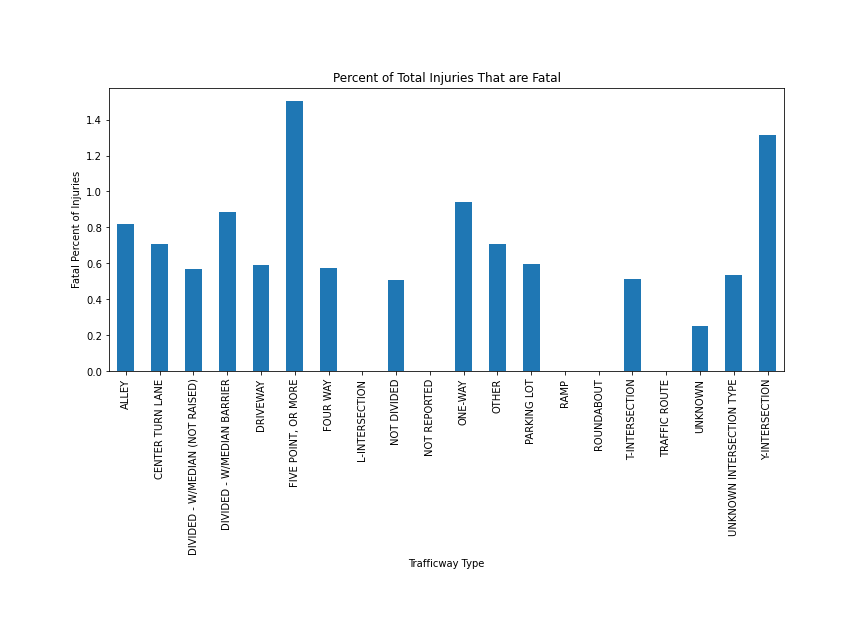 Percent of Total Injuries That are Fatal
Fatal Percent of Injuries
1.4
1.2
1.0
0.8
0.6
0.4
0.2
0.0
ALLEY
CENTER TURN LANE
DIVIDED - W/MEDIAN (NOT RAISED)
DIVIDED - W/MEDIAN BARRIER
DRIVEWAY
FIVE POINT, OR MORE
FOUR WAY
L-INTERSECTION
NOT DIVIDED
NOT REPORTED
ONE-WAY
OTHER
PARKING LOT
RAMP
ROUNDABOUT
T-INTERSECTION
TRAFFIC ROUTE
UNKNOWN
UNKNOWN INTERSECTION TYPE
Y-INTERSECTION
Trafficway Type